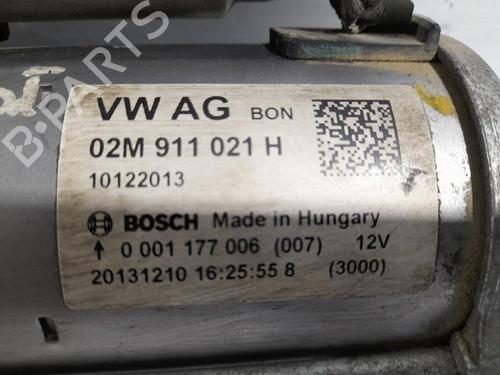 VW AG BON
02M 911 021 H
10122013
BOSCH Made in Hungary
↑ 0 001 177 006 (007) 12V
20131210 16:25:55 8 (3000)
B-PARTS